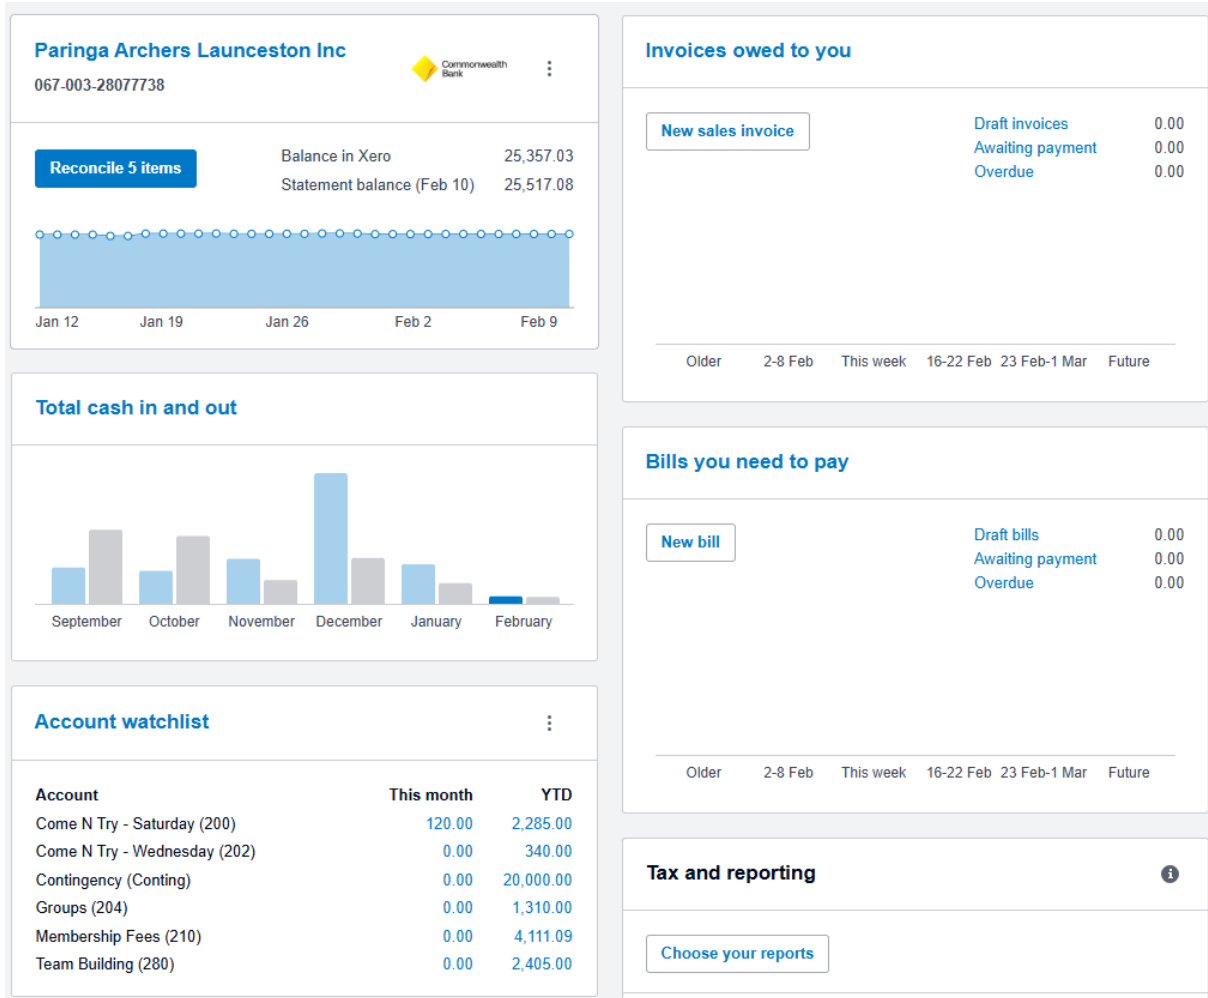 Paringa Archers Launceston Inc
067-003-28077738
Commonwealth
Bank
Reconcile 5 items
Balance in Xero 25,357.03
Statement balance (Feb 10) 25,517.08
Jan 12 Jan 19 Jan 26 Feb 2 Feb 9
Total cash in and out
September October November December January February
Account watchlist
Account This month YTD
Come N Try - Saturday (200) 120.00 2,285.00
Come N Try - Wednesday (202) 0.00 340.00
Contingency (Conting) 0.00 20,000.00
Groups (204) 0.00 1,310.00
Membership Fees (210) 0.00 4,111.09
Team Building (280) 0.00 2,405.00
Invoices owed to you
New sales invoice
Draft invoices 0.00
Awaiting payment 0.00
Overdue 0.00
Older 2-8 Feb This week 16-22 Feb 23 Feb-1 Mar Future
Bills you need to pay
New bill
Draft bills 0.00
Awaiting payment 0.00
Overdue 0.00
Older 2-8 Feb This week 16-22 Feb 23 Feb-1 Mar Future
Tax and reporting
Choose your reports